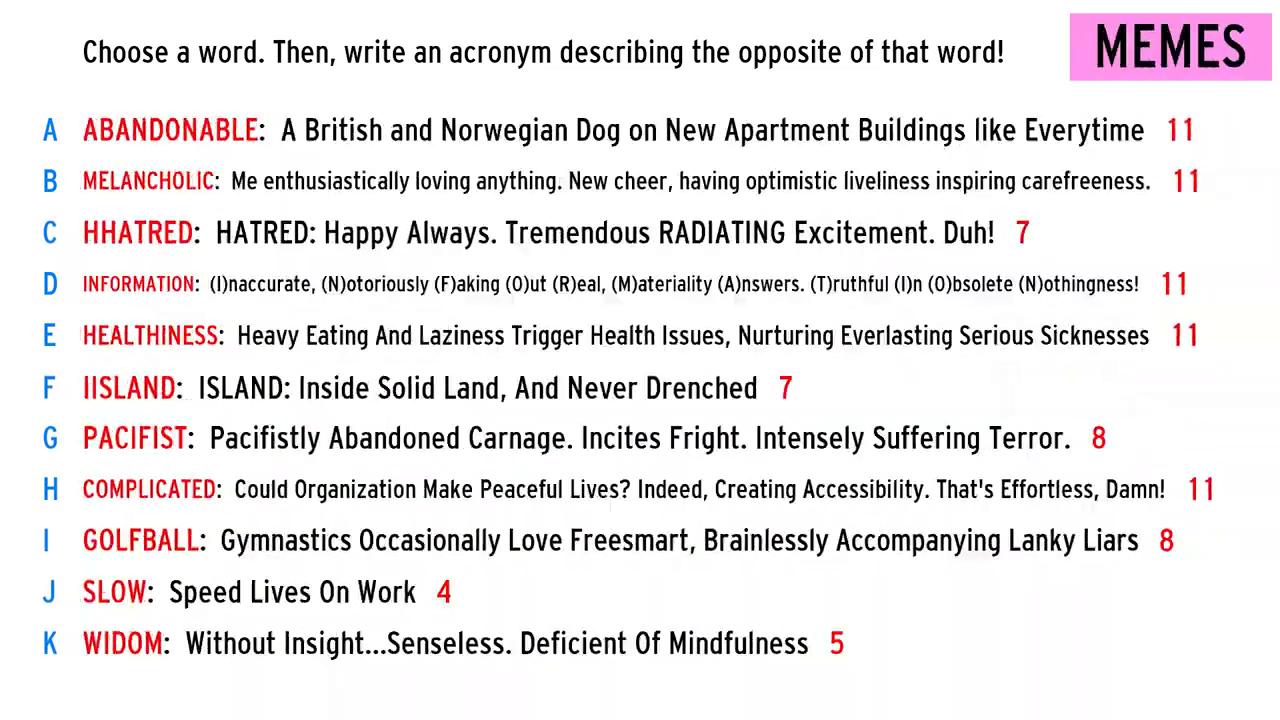 Choose a word. Then, write an acronym describing the opposite of that word!
MEMES
A ABANDONABLE: A British and Norwegian Dog on New Apartment Buildings like Everytime 11
B MELANCHOLIC: Me enthusiastically loving anything. New cheer, having optimistic liveliness inspiring carefreeness. 11
C HHATRED: HATRED: Happy Always. Tremendous RADIATING Excitement. Duh! 7
D INFORMATION: (I)naccurate, (N)otoriously (F)aking (O)ut (R)eal, (M)ateriality (A)nswers. (T)ruthful (I)n (O)bsolete (N)othingness! 11
E HEALTHINESS: Heavy Eating And Laziness Trigger Health Issues, Nurturing Everlasting Serious Sicknesses 11
F IISLAND: ISLAND: Inside Solid Land, And Never Drenched 7
G PACIFIST: Pacifistly Abandoned Carnage. Incites Fright. Intensely Suffering Terror. 8
H COMPLICATED: Could Organization Make Peaceful Lives? Indeed, Creating Accessibility. That's Effortless, Damn! 11
I GOLFBALL: Gymnastics Occasionally Love Freesmart, Brainlessly Accompanying Lanky Liars 8
J SLOW: Speed Lives On Work 4
K WIDOM: Without Insight...Senseless. Deficient Of Mindfulness 5